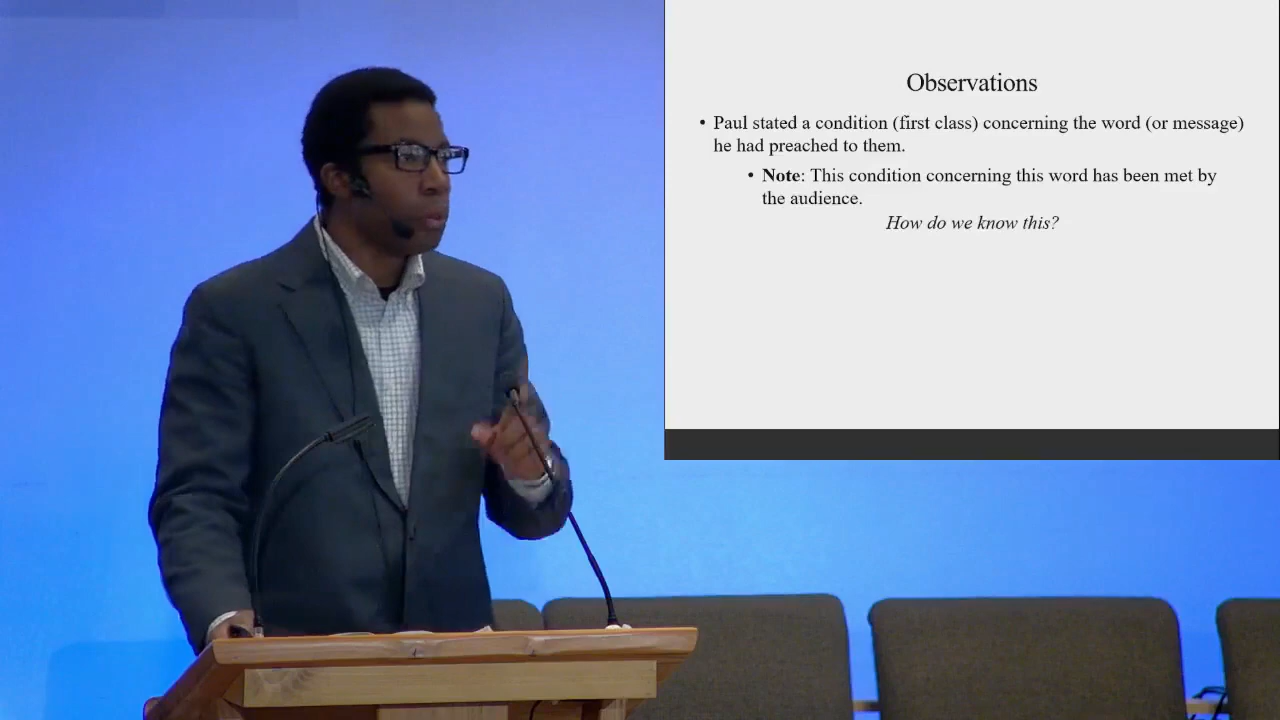 Observations
• Paul stated a condition (first class) concerning the word (or message)
he had preached to them.
• Note: This condition concerning this word has been met by
the audience.
How do we know this?